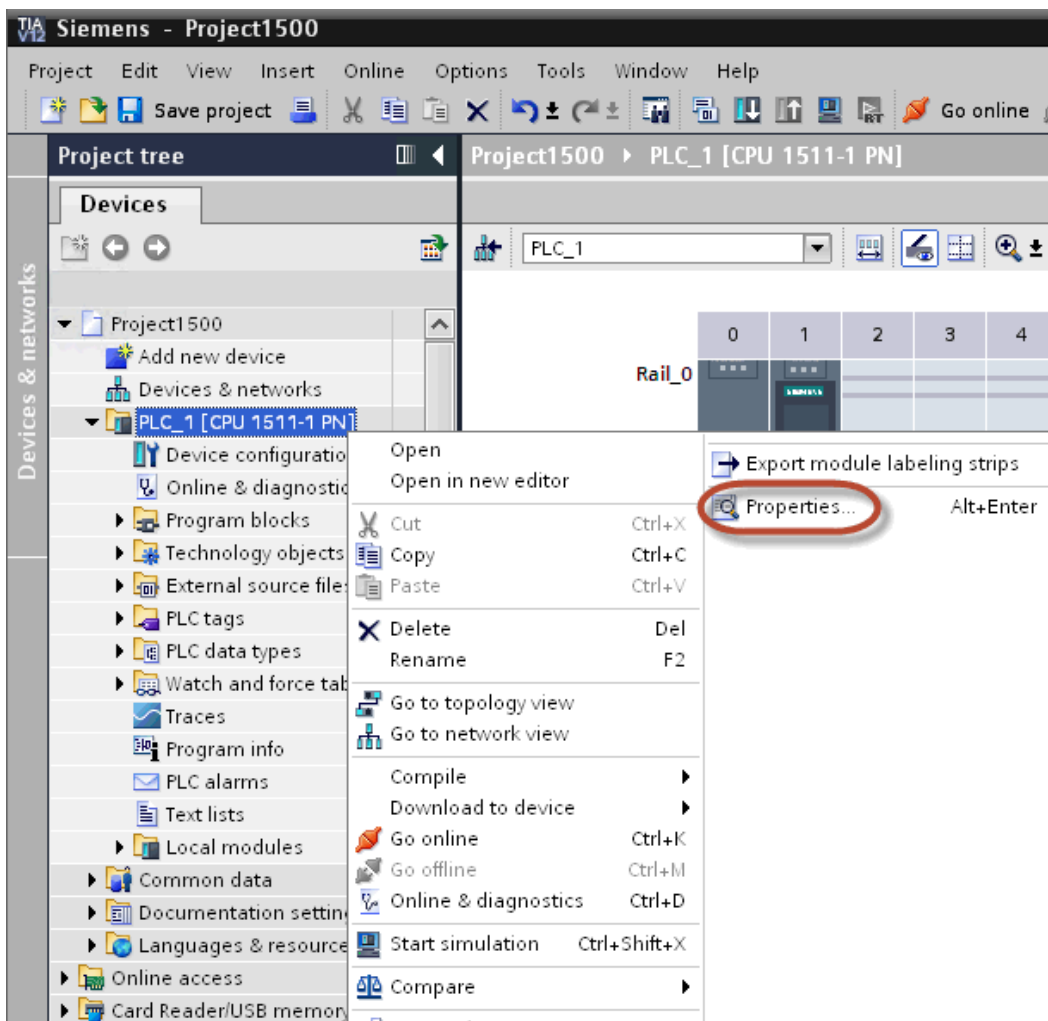 TIA V12 Siemens - Project1500
Project Edit View Insert Online Options Tools Window Help
Save project
RT
Go online
Project tree
Project1500 PLC_1 [CPU 1511-1 PN]
Devices
Devices & networks
PLC_1
Project1500
Add new device
Devices & networks
PLC_1 [CPU 1511-1 PN]
Device configuratio
Online & diagnostic
Program blocks
Technology objects
External source file
PLC tags
PLC data types
Watch and force tab
Traces
Program info
PLC alarms
Text lists
Local modules
Common data
Documentation settin
Languages & resource
Online access
Card Reader/USB memory
0 1 2 3 4
Rail_0
SIEMENS
Open
Open in new editor
Cut Ctrl+X
Copy Ctrl+C
Paste Ctrl+V
Delete Del
Rename F2
Go to topology view
Go to network view
Compile
Download to device
Go online Ctrl+K
Go offline Ctrl+M
Online & diagnostics Ctrl+D
Start simulation Ctrl+Shift+X
Compare
Export module labeling strips
Properties... Alt+Enter